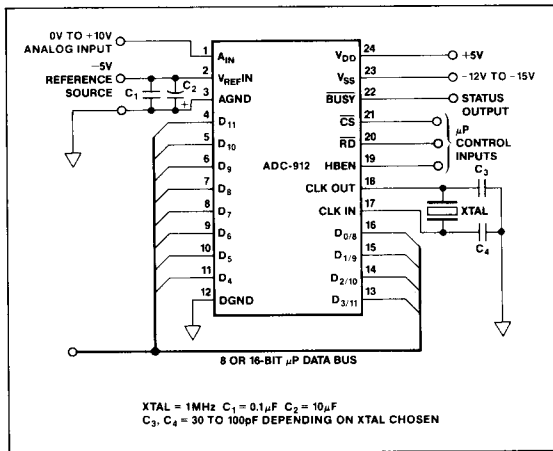 0V TO +10V
ANALOG INPUT
–5V
REFERENCE
SOURCE
C1
C2
+
1 AIN
2 VREFIN
3 AGND
4 D11
5 D10
6 D9
7 D8
8 D7
9 D6
10 D5
11 D4
12 DGND
ADC-912
VDD 24 +5V
VSS 23 –12V TO –15V
BUSY 22 STATUS
OUTPUT
CS 21
RD 20
HBEN 19
μP
CONTROL
INPUTS
CLK OUT 18
CLK IN 17
C3
XTAL
C4
D0/8 16
D1/9 15
D2/10 14
D3/11 13
8 OR 16-BIT μP DATA BUS
XTAL = 1MHz C1 = 0.1μF C2 = 10μF
C3, C4 = 30 TO 100pF DEPENDING ON XTAL CHOSEN